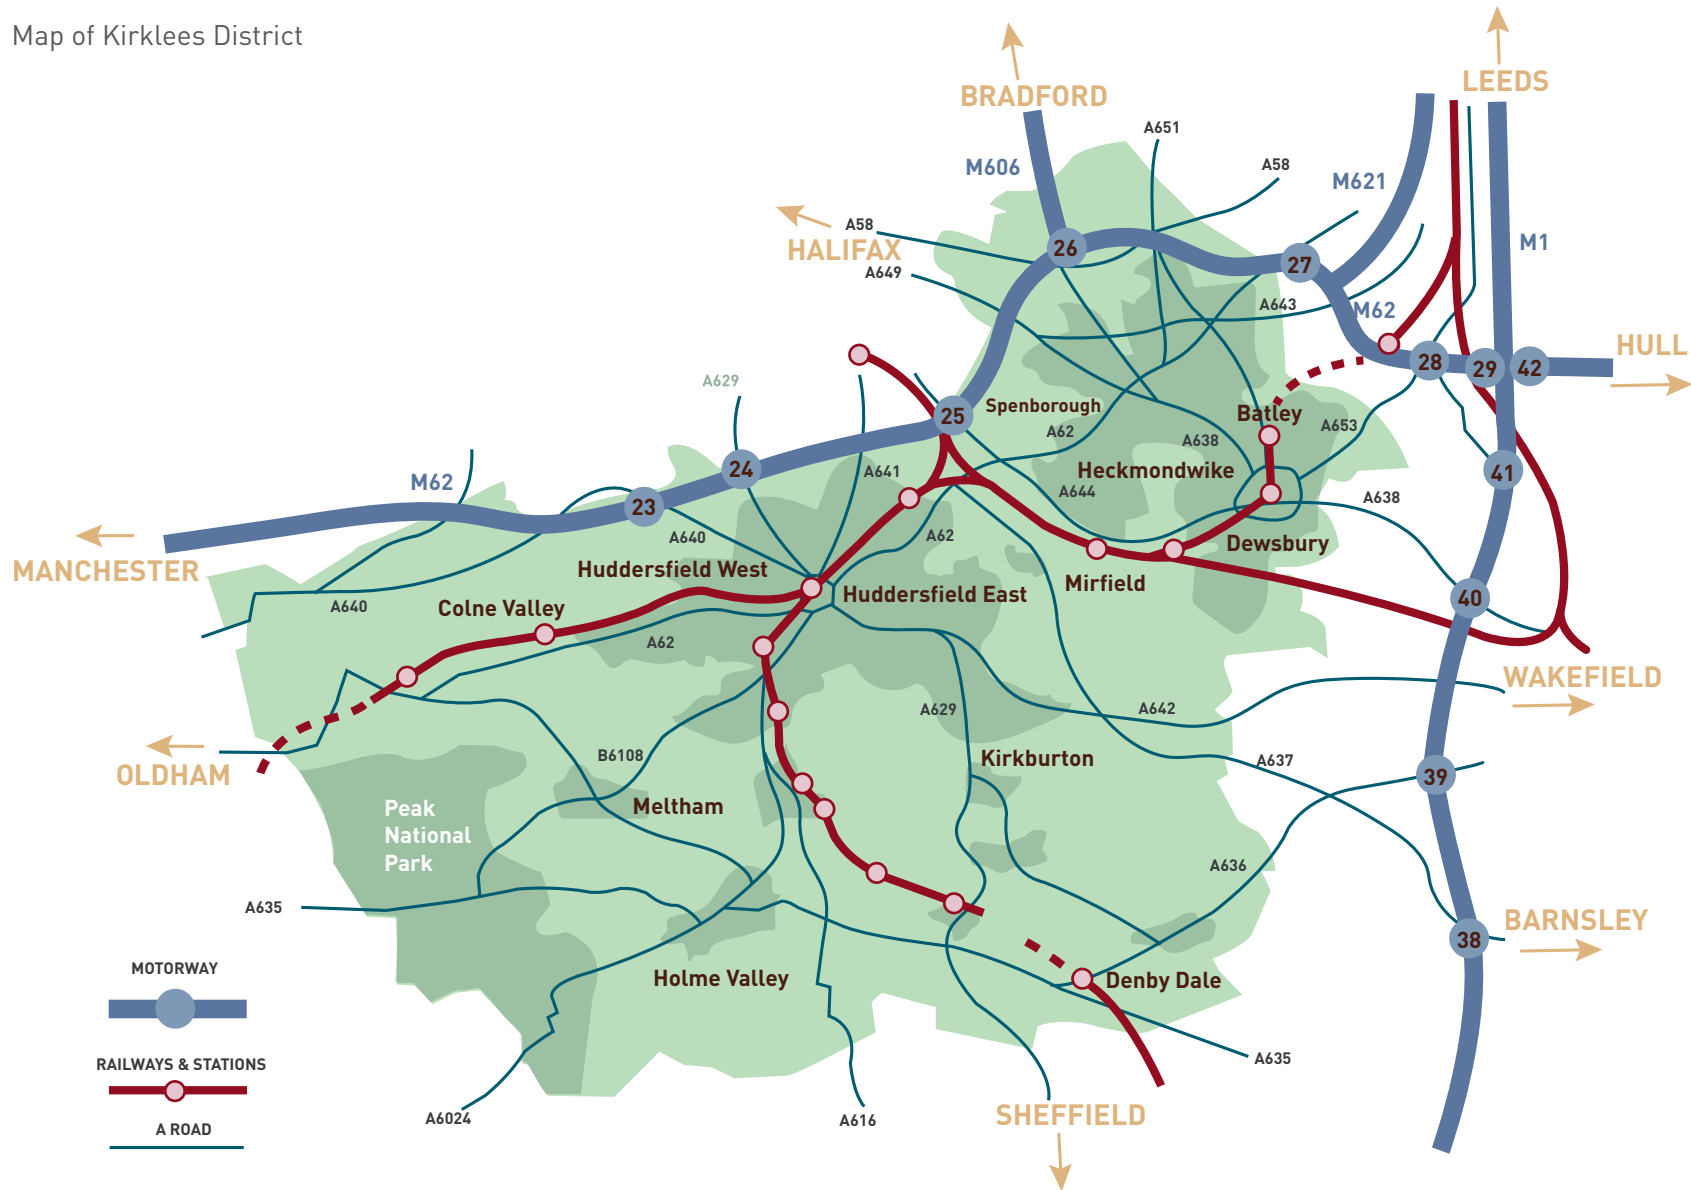 Map of Kirklees District
LEEDS
BRADFORD
A651
M606
A58
M621
A58
HALIFAX
26
M1
27
A649
A643
M62
HULL
28
29
42
A629
Spenborough
25
Batley
A62
A653
A638
24
M62
A641
Heckmondwike
41
23
A644
A638
A640
A62
Dewsbury
MANCHESTER
Huddersfield West
Mirfield
Huddersfield East
40
A640
Colne Valley
A62
WAKEFIELD
A629
A642
B6108
Kirkburton
A637
OLDHAM
39
Meltham
Peak
National
Park
A636
A635
BARNSLEY
38
MOTORWAY
Holme Valley
Denby Dale
RAILWAYS & STATIONS
A635
A6024
A616
SHEFFIELD
A ROAD